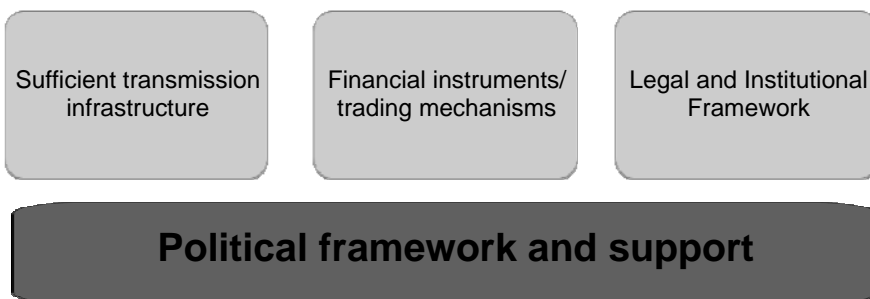 Sufficient transmission
infrastructure
Financial instruments/
trading mechanisms
Legal and Institutional
Framework
Political framework and support